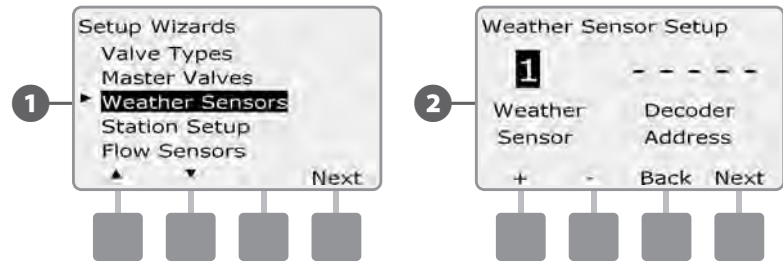 1
Setup Wizards
Valve Types
Master Valves
Weather Sensors
Station Setup
Flow Sensors
Next
2
Weather Sensor Setup
1 - - - - -
Weather Sensor
Decoder Address
+ - Back Next